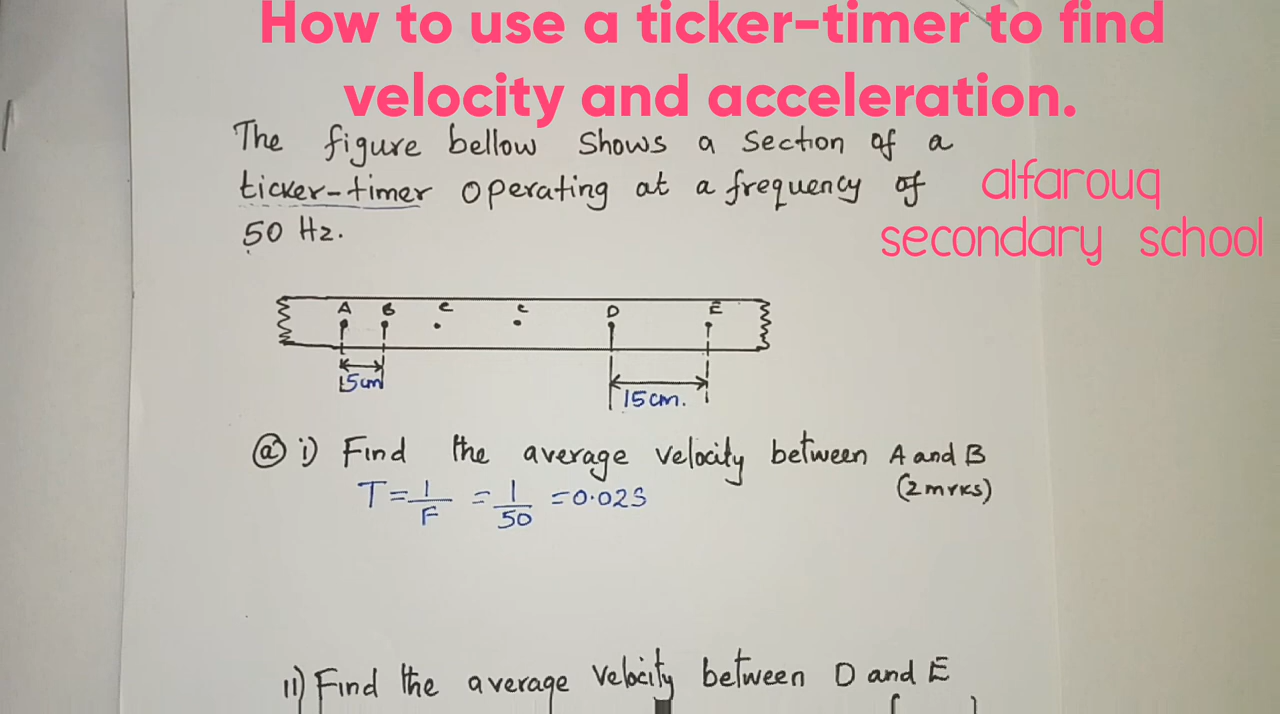 How to use a ticker-timer to find
velocity and acceleration.
The figure bellow shows a section of a
ticker-timer operating at a frequency of
50 Hz.
alfarouq
secondary school
A B c c D E
5cm
15cm.
a i) Find the average velocity between A and B
(2mrks)
T = 1/F = 1/50 = 0.02s
11) Find the average velocity between D and E